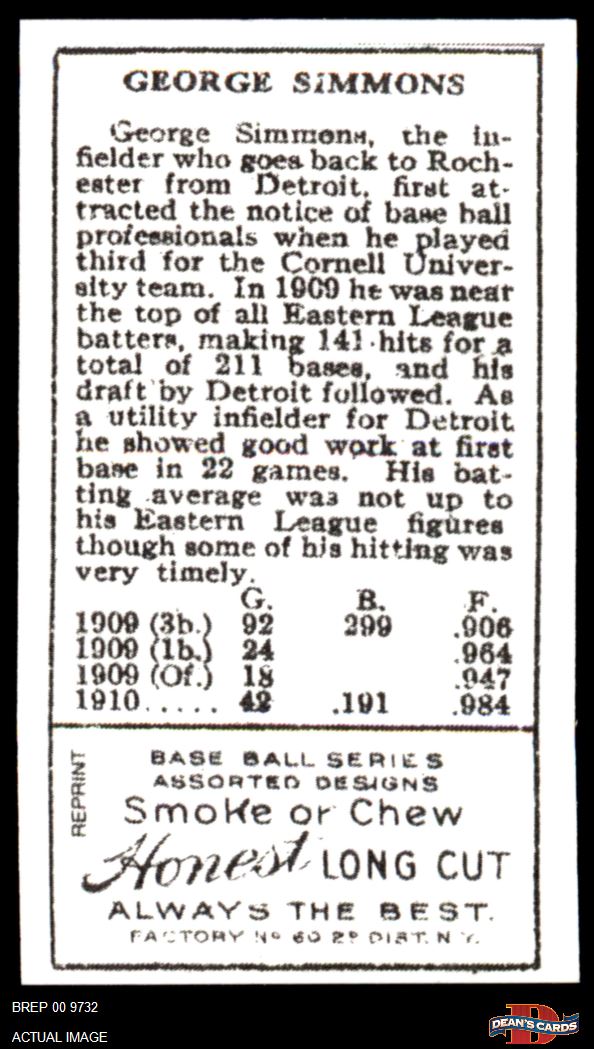 GEORGE SIMMONS
George Simmons, the in-
fielder who goes back to Roch-
ester from Detroit, first at-
tracted the notice of base ball
professionals when he played
third for the Cornell Univer-
sity team. In 1909 he was near
the top of all Eastern League
batters, making 141 hits for a
total of 211 bases, and his
draft by Detroit followed. As
a utility infielder for Detroit
he showed good work at first
base in 22 games. His bat-
ting average was not up to
his Eastern League figures
though some of his hitting was
very timely.
G. B. F.
1909 (3b.) 92 299 .906
1909 (1b.) 24 .964
1909 (Of.) 18 .947
1910..... 42 .191 .984
REPRINT
BASE BALL SERIES
ASSORTED DESIGNS
Smoke or Chew
Honest LONG CUT
ALWAYS THE BEST.
FACTORY No 60 2D DIST. N.Y.
BREP 00 9732
ACTUAL IMAGE
D
DEAN'S CARDS